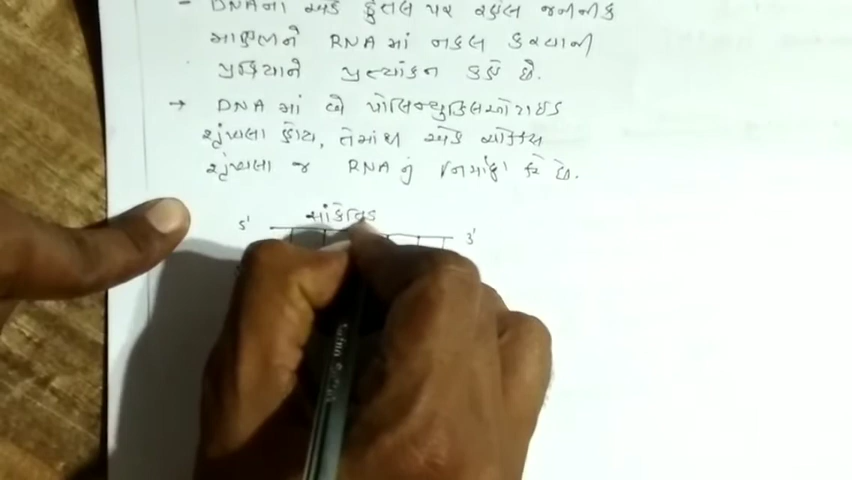 - DNAના એક કુંતલ પર રહેલ જનીનીક
માહિતીને RNA માં નકલ કરવાની
પ્રક્રિયાને પ્રત્યાંકન કહે છે.
→ DNA માં બે પોલિન્યુક્લિઓટાઇડ
શૃંખલા હોય, તેમાંથી એક ચોક્કસ
શૃંખલા જ RNA નું નિર્માણ કરે છે.
સાંકેતિક
5' 3'